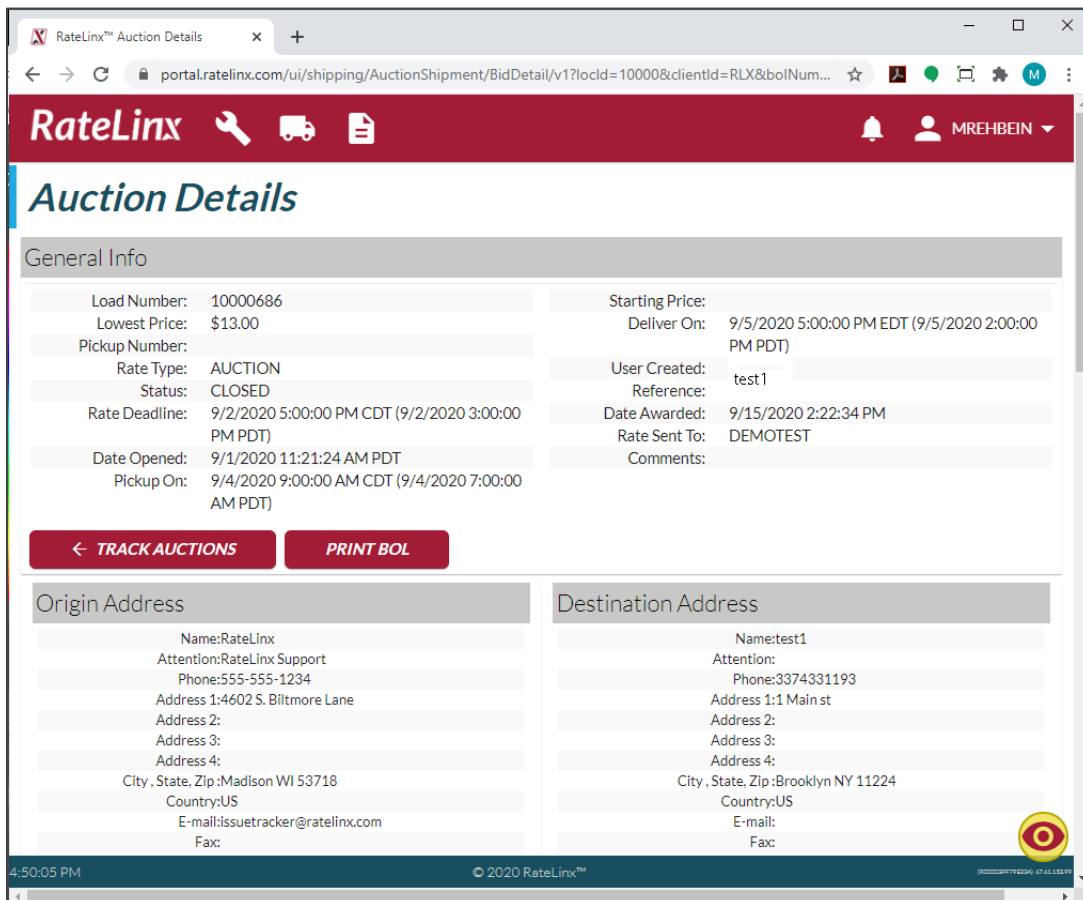 RateLinx™ Auction Details
portal.ratelinx.com/ui/shipping/AuctionShipment/BidDetail/v1?locId=10000&clientId=RLX&bolNum...
M
RateLinx
MREHBEIN
Auction Details
General Info
Load Number: 10000686
Lowest Price: $13.00
Pickup Number:
Rate Type: AUCTION
Status: CLOSED
Rate Deadline: 9/2/2020 5:00:00 PM CDT (9/2/2020 3:00:00
PM PDT)
Date Opened: 9/1/2020 11:21:24 AM PDT
Pickup On: 9/4/2020 9:00:00 AM CDT (9/4/2020 7:00:00
AM PDT)
Starting Price:
Deliver On: 9/5/2020 5:00:00 PM EDT (9/5/2020 2:00:00
PM PDT)
User Created: test1
Reference:
Date Awarded: 9/15/2020 2:22:34 PM
Rate Sent To: DEMOTEST
Comments:
← TRACK AUCTIONS
PRINT BOL
Origin Address
Name:RateLinx
Attention:RateLinx Support
Phone:555-555-1234
Address 1:4602 S. Biltmore Lane
Address 2:
Address 3:
Address 4:
City , State, Zip :Madison WI 53718
Country:US
E-mail:issuetracker@ratelinx.com
Fax:
Destination Address
Name:test1
Attention:
Phone:3374331193
Address 1:1 Main st
Address 2:
Address 3:
Address 4:
City , State, Zip :Brooklyn NY 11224
Country:US
E-mail:
Fax:
4:50:05 PM
© 2020 RateLinx™